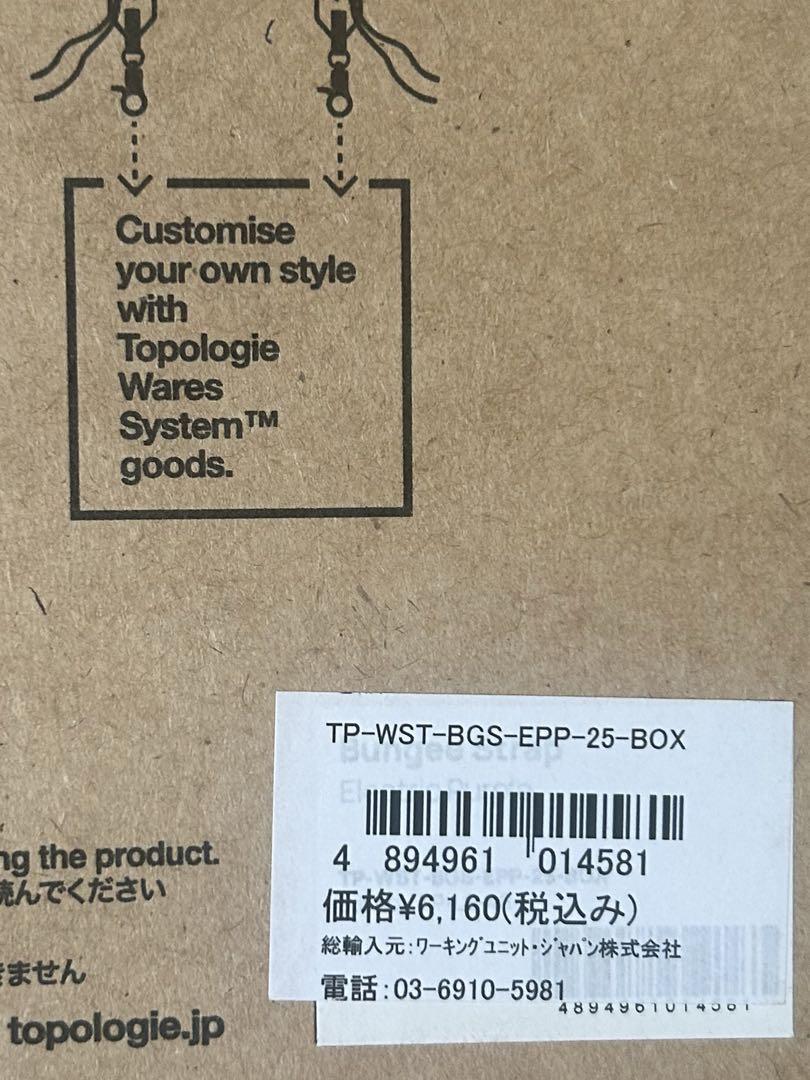 Customise
your own style
with
Topologie
Wares
System™
goods.
TP-WST-BGS-EPP-25-BOX
Bungee Strap
4 894961 014581
価格¥6,160(税込み)
総輸入元:ワーキングユニット・ジャパン株式会社
電話:03-6910-5981
4894961014581
ng the product.
読んでください
きません
topologie.jp